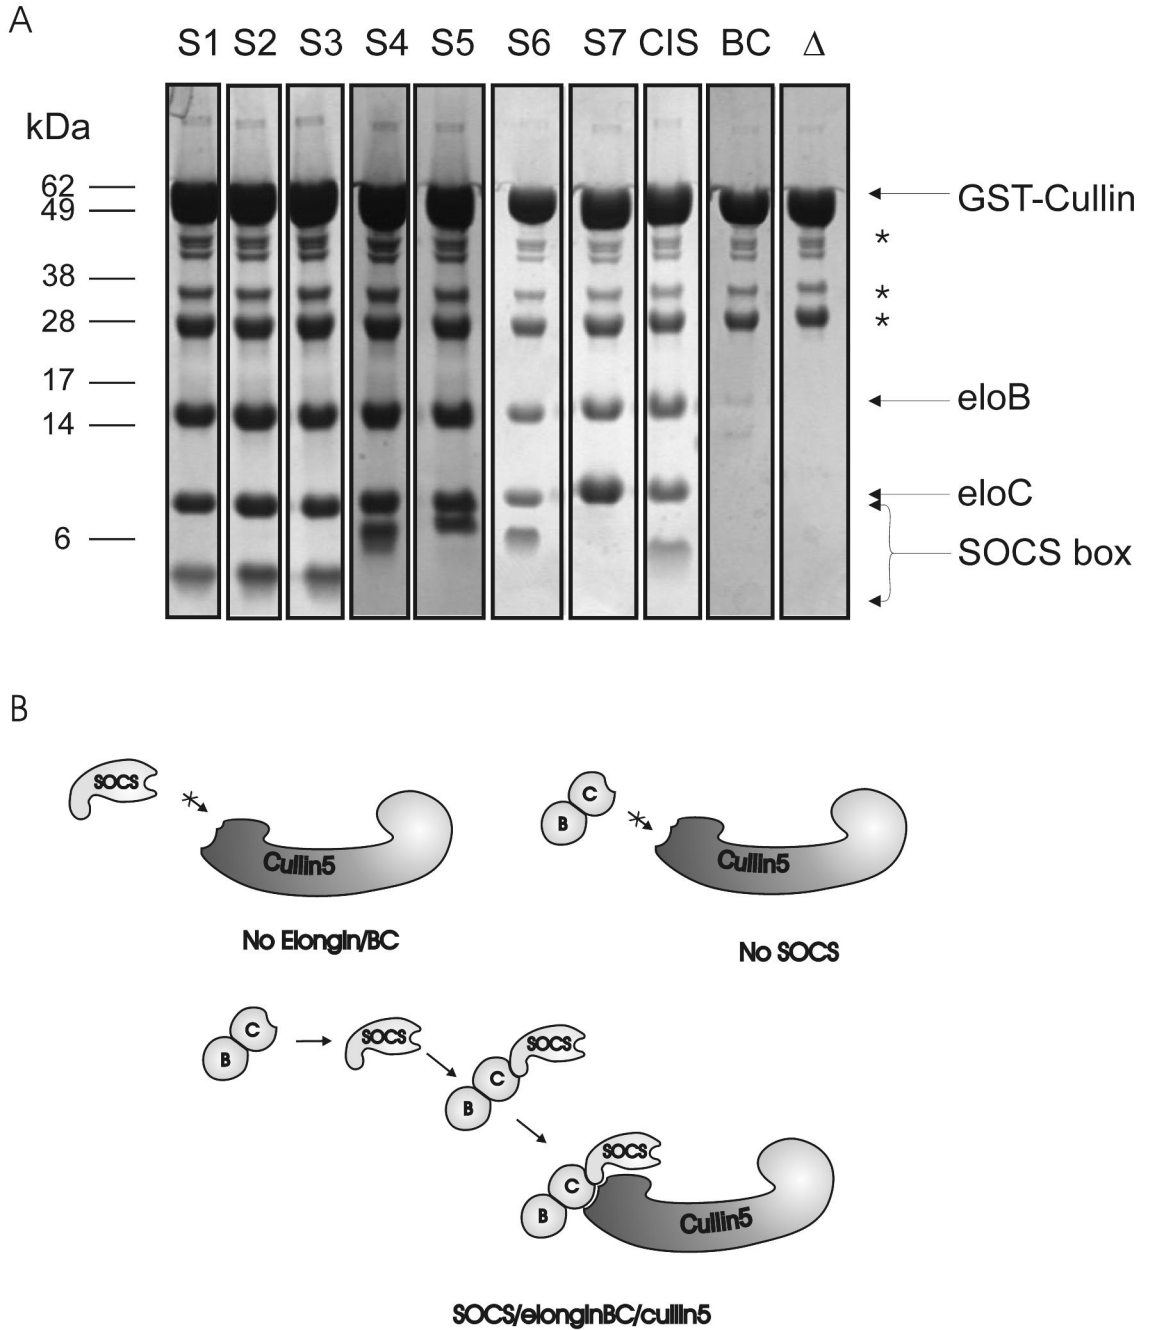 A
S1 S2 S3 S4 S5 S6 S7 CIS BC Δ
kDa
62
GST-Cullin
49
*
38
*
28
*
17
eloB
14
eloC
6
SOCS box
B
SOCS
C
B
Cullin5
Cullin5
No Elongin/BC
No SOCS
C
B
SOCS
SOCS
C
B
SOCS
C
B
Cullin5
SOCS/elonginBC/cullin5